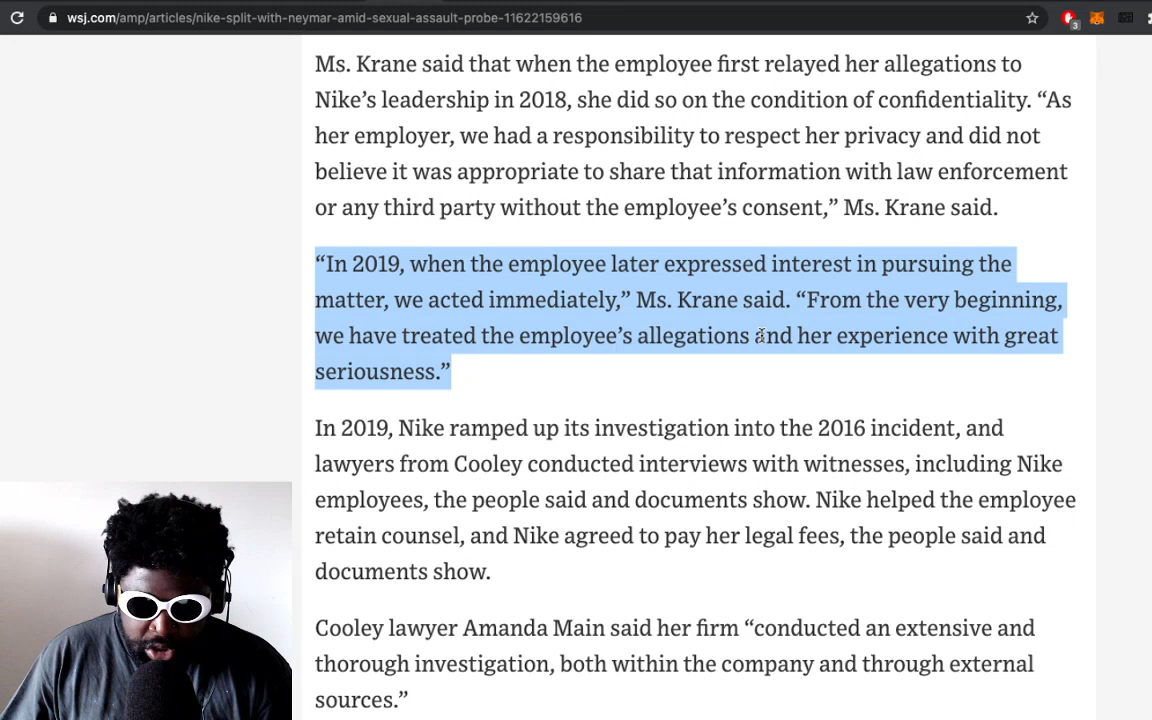 wsj.com/amp/articles/nike-split-with-neymar-amid-sexual-assault-probe-11622159616
3
Ms. Krane said that when the employee first relayed her allegations to
Nike’s leadership in 2018, she did so on the condition of confidentiality. “As
her employer, we had a responsibility to respect her privacy and did not
believe it was appropriate to share that information with law enforcement
or any third party without the employee’s consent,” Ms. Krane said.
“In 2019, when the employee later expressed interest in pursuing the
matter, we acted immediately,” Ms. Krane said. “From the very beginning,
we have treated the employee’s allegations and her experience with great
seriousness.”
In 2019, Nike ramped up its investigation into the 2016 incident, and
lawyers from Cooley conducted interviews with witnesses, including Nike
employees, the people said and documents show. Nike helped the employee
retain counsel, and Nike agreed to pay her legal fees, the people said and
documents show.
Cooley lawyer Amanda Main said her firm “conducted an extensive and
thorough investigation, both within the company and through external
sources.”